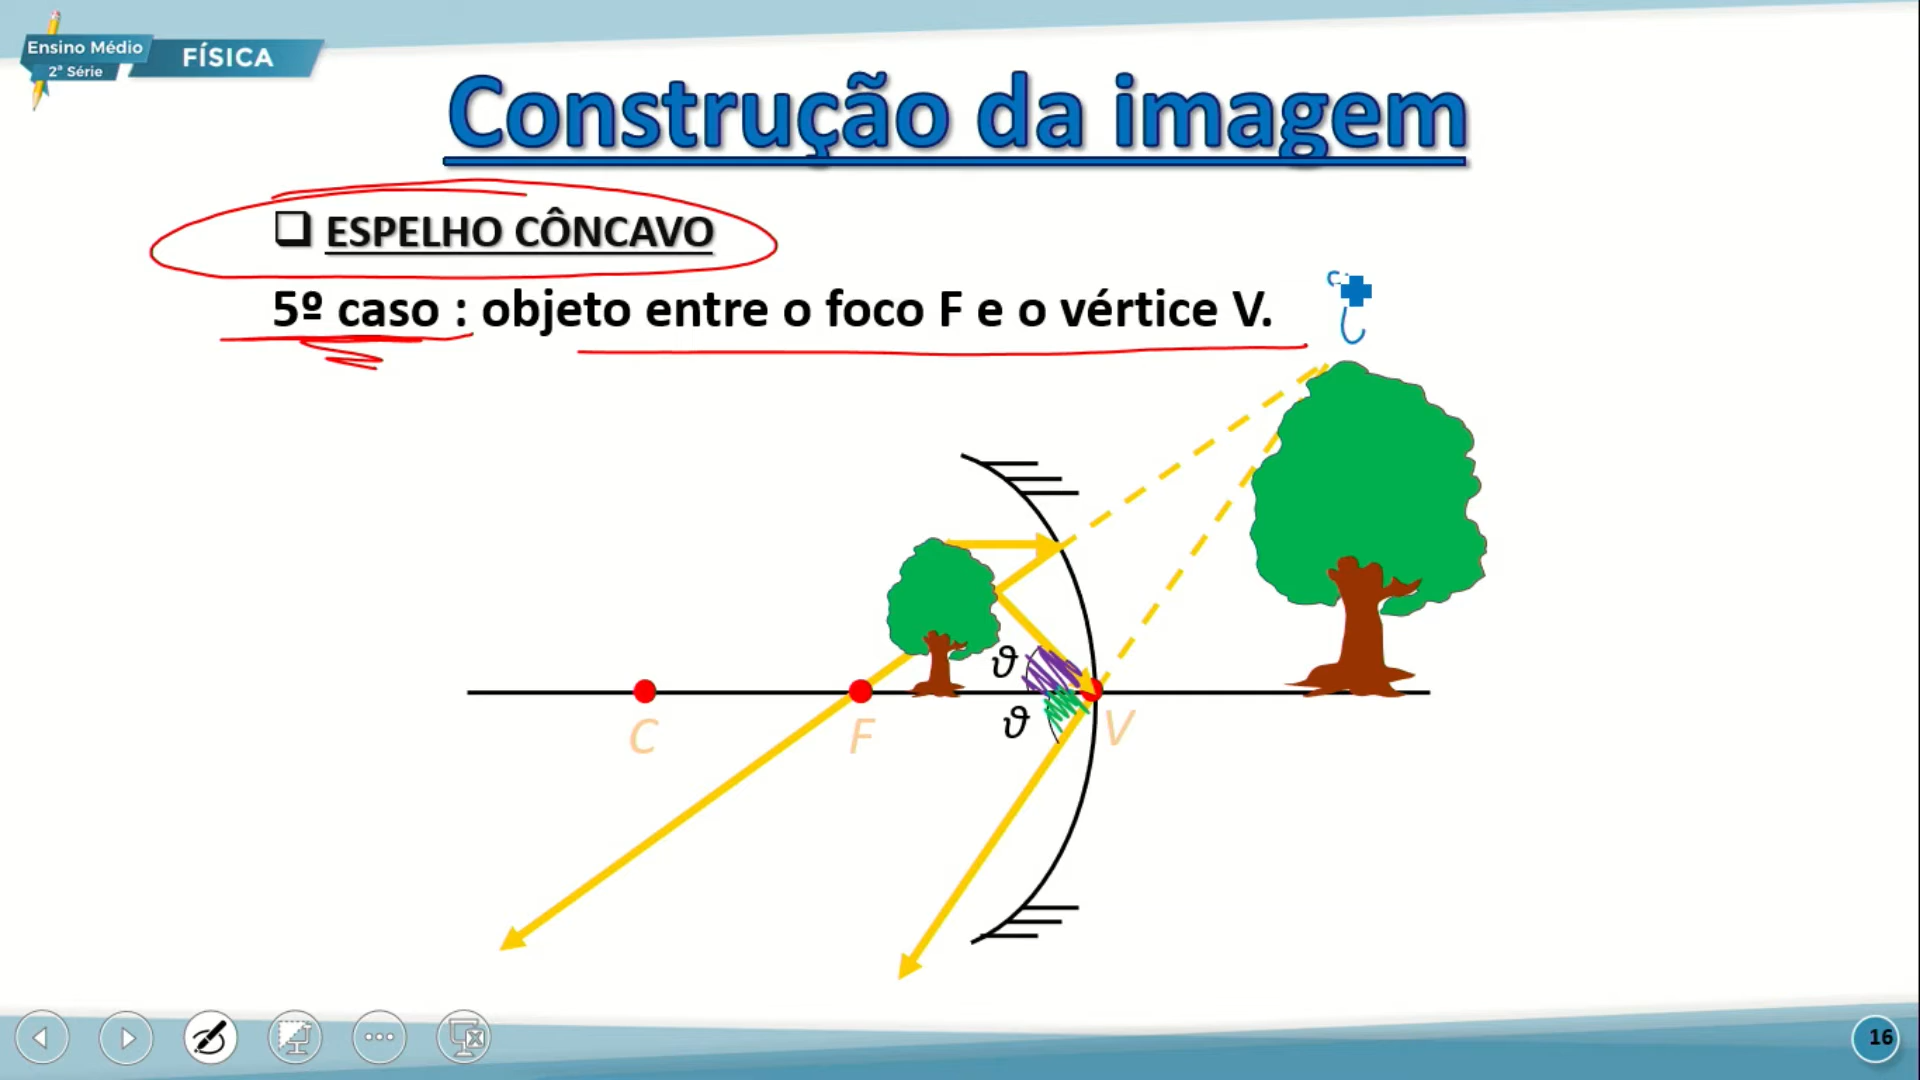 Ensino Médio
2ª Série
FÍSICA
Construção da imagem
ESPELHO CÔNCAVO
5º caso : objeto entre o foco F e o vértice V.
ϑ
ϑ
C
F
V
16